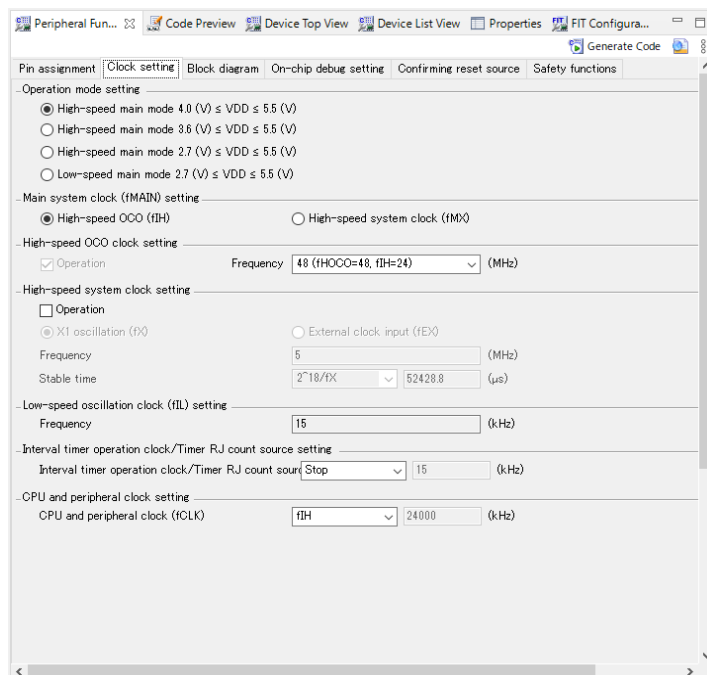 Peripheral Fun... Code Preview Device Top View Device List View Properties FIT Configura...
Generate Code
Pin assignment Clock setting Block diagram On-chip debug setting Confirming reset source Safety functions
Operation mode setting
High-speed main mode 4.0 (V) ≤ VDD ≤ 5.5 (V)
High-speed main mode 3.6 (V) ≤ VDD ≤ 5.5 (V)
High-speed main mode 2.7 (V) ≤ VDD ≤ 5.5 (V)
Low-speed main mode 2.7 (V) ≤ VDD ≤ 5.5 (V)
Main system clock (fMAIN) setting
High-speed OCO (fIH) High-speed system clock (fMX)
High-speed OCO clock setting
Operation Frequency 48 (fHOCO=48, fIH=24) (MHz)
High-speed system clock setting
Operation
X1 oscillation (fX) External clock input (fEX)
Frequency 5 (MHz)
Stable time 2^18/fX 52428.8 (μs)
Low-speed oscillation clock (fIL) setting
Frequency 15 (kHz)
Interval timer operation clock/Timer RJ count source setting
Interval timer operation clock/Timer RJ count sourc Stop 15 (kHz)
CPU and peripheral clock setting
CPU and peripheral clock (fCLK) fIH 24000 (kHz)